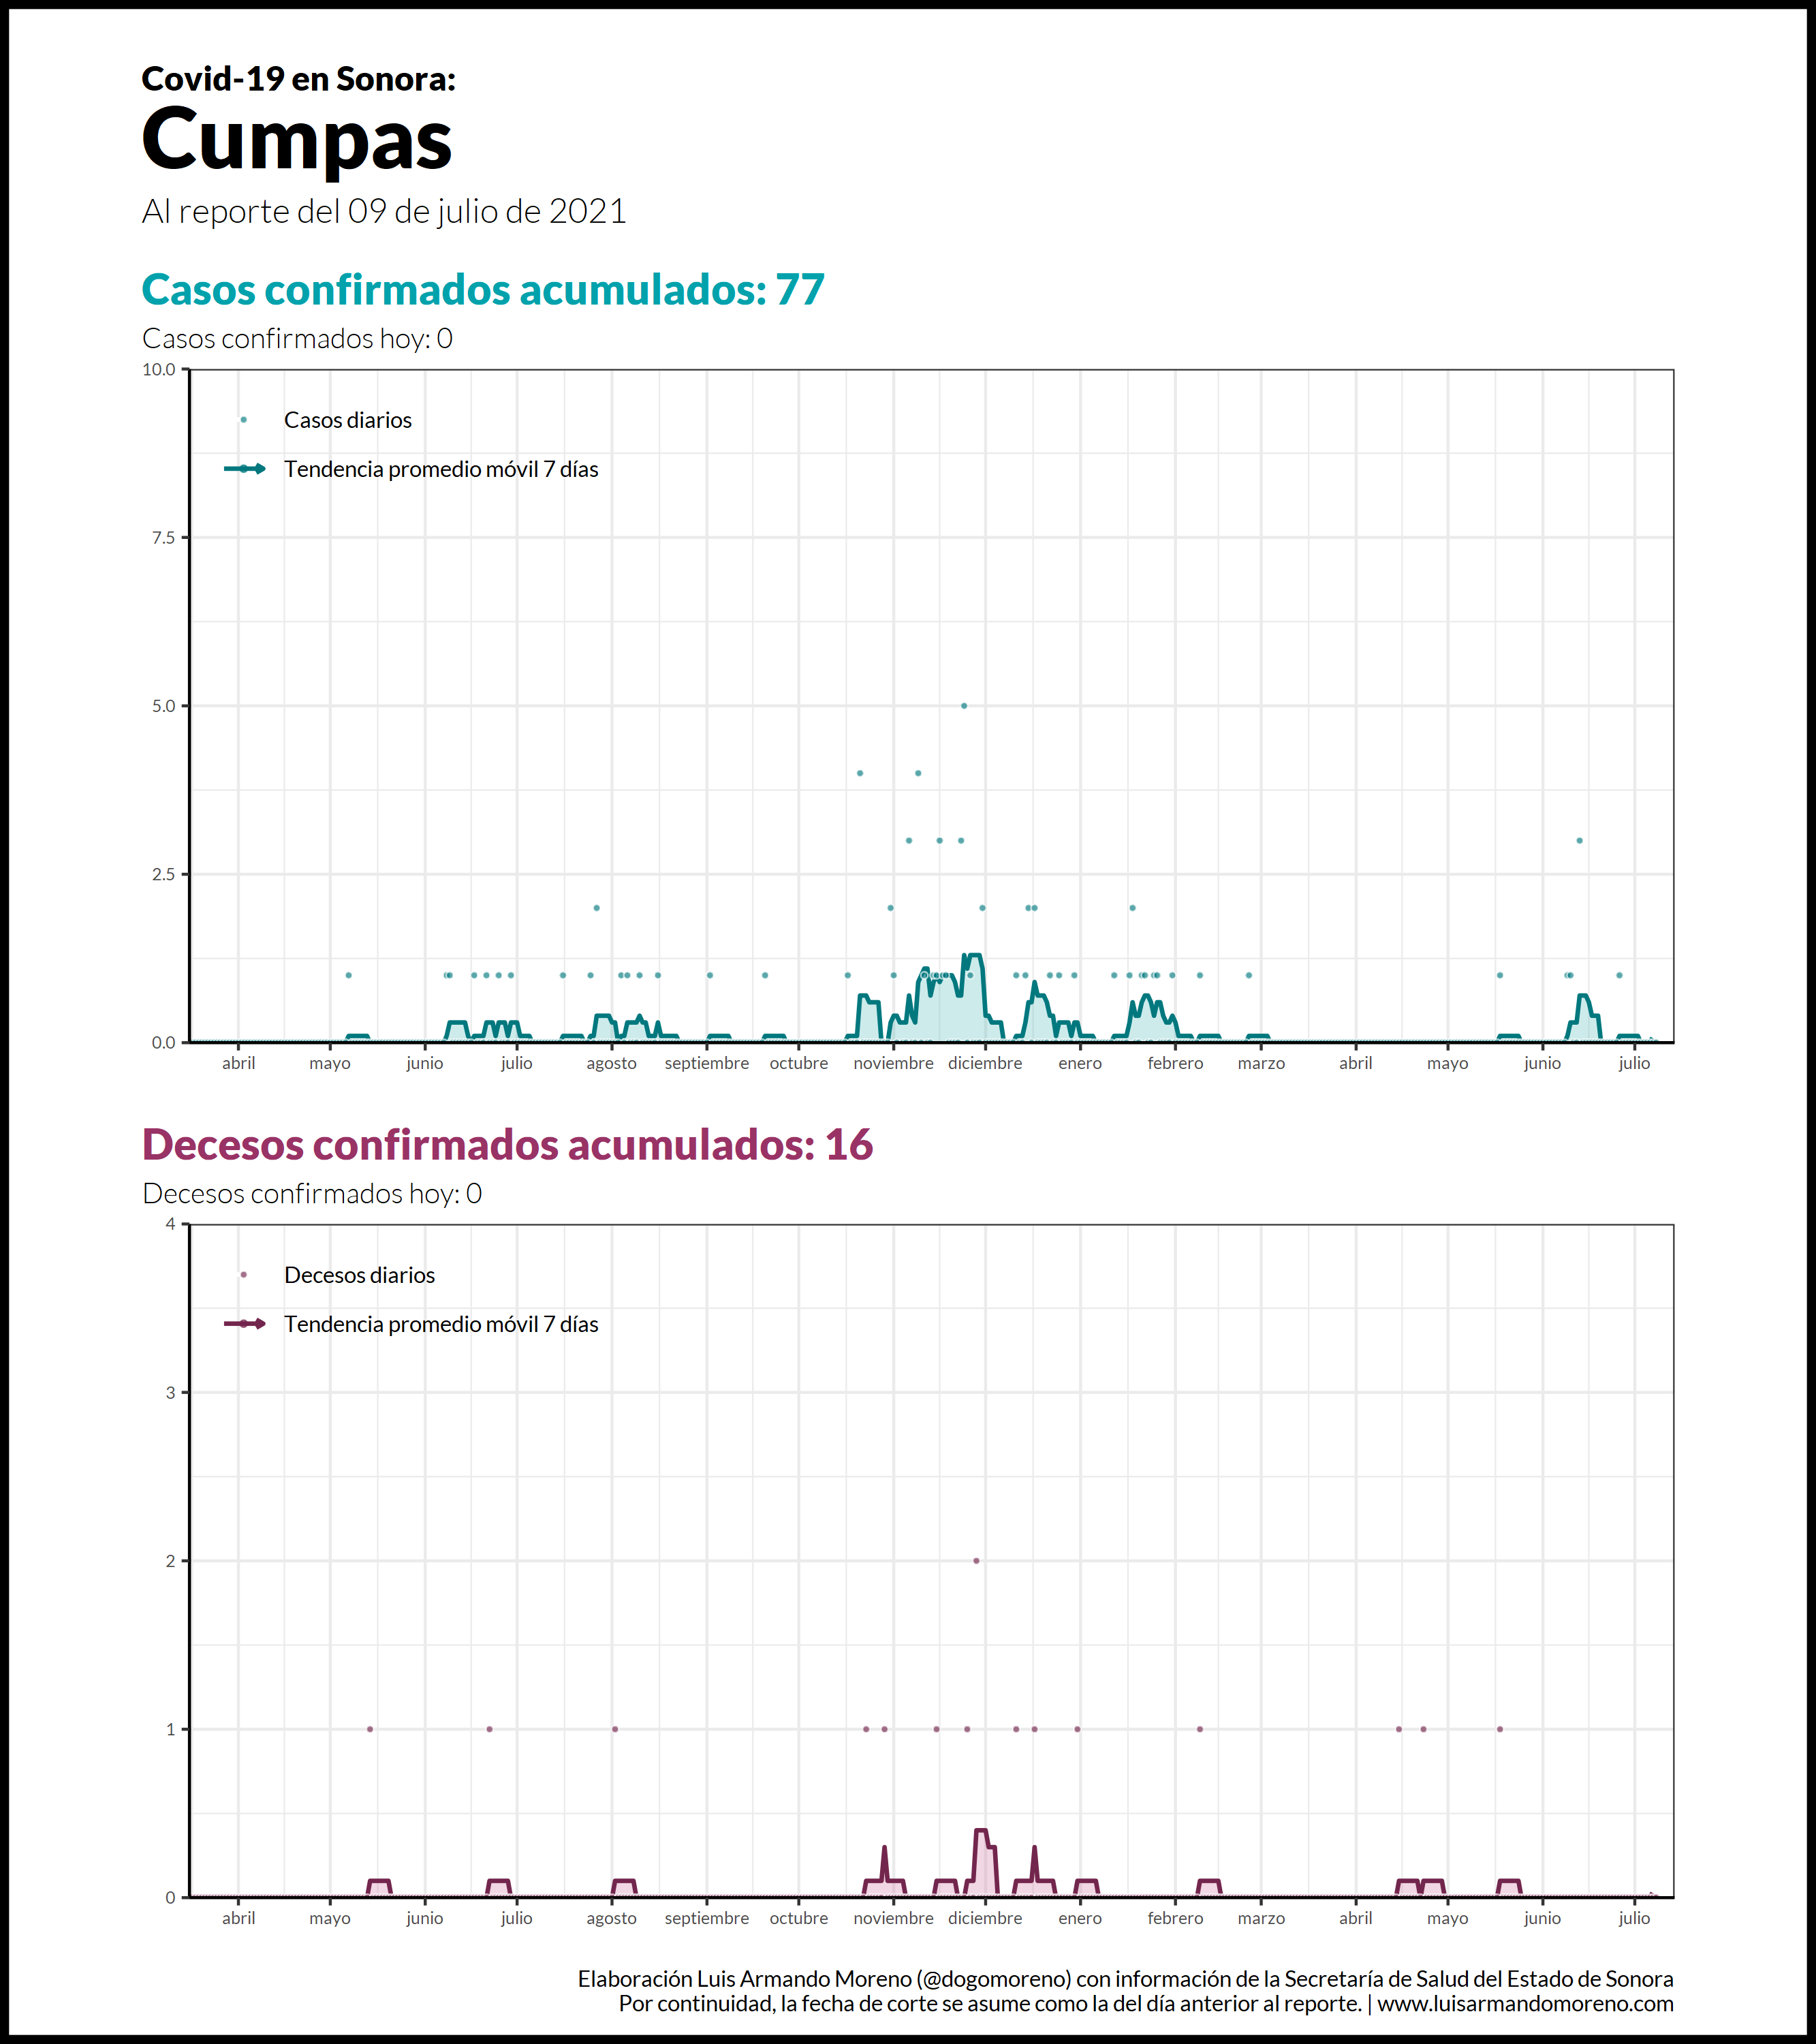 Covid-19 en Sonora:
Cumpas
Al reporte del 09 de julio de 2021
Casos confirmados acumulados: 77
Casos confirmados hoy: 0
10.0
Casos diarios
Tendencia promedio móvil 7 días
7.5
5.0
2.5
0.0
abril mayo junio julio agosto septiembre octubre noviembre diciembre enero febrero marzo abril mayo junio julio
Decesos confirmados acumulados: 16
Decesos confirmados hoy: 0
4
Decesos diarios
Tendencia promedio móvil 7 días
3
2
1
0
abril mayo junio julio agosto septiembre octubre noviembre diciembre enero febrero marzo abril mayo junio julio
Elaboración Luis Armando Moreno (@dogomoreno) con información de la Secretaría de Salud del Estado de Sonora
Por continuidad, la fecha de corte se asume como la del día anterior al reporte. | www.luisarmandomoreno.com